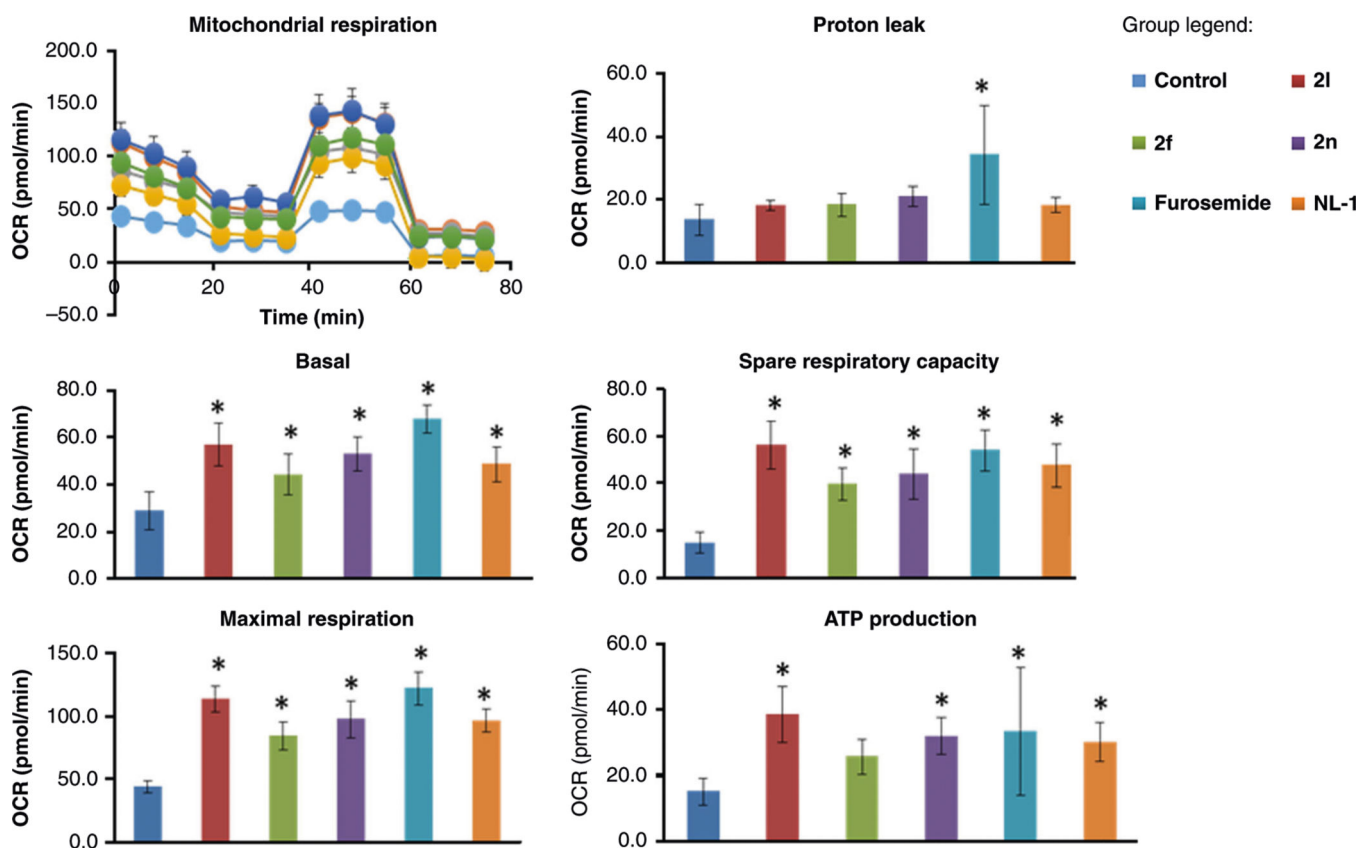 Mitochondrial respiration
200.0
150.0
100.0
50.0
0.0
–50.0
OCR (pmol/min)
0
20
40
60
80
Time (min)
Proton leak
60.0
40.0
20.0
0.0
OCR (pmol/min)
*
Group legend:
Control
2l
2f
2n
Furosemide
NL-1
Basal
80.0
60.0
40.0
20.0
0.0
OCR (pmol/min)
* * * * *
Spare respiratory capacity
80.0
60.0
40.0
20.0
0.0
OCR (pmol/min)
* * * * *
Maximal respiration
150.0
100.0
50.0
0.0
OCR (pmol/min)
* * * * *
ATP production
60.0
40.0
20.0
0.0
OCR (pmol/min)
* * * *